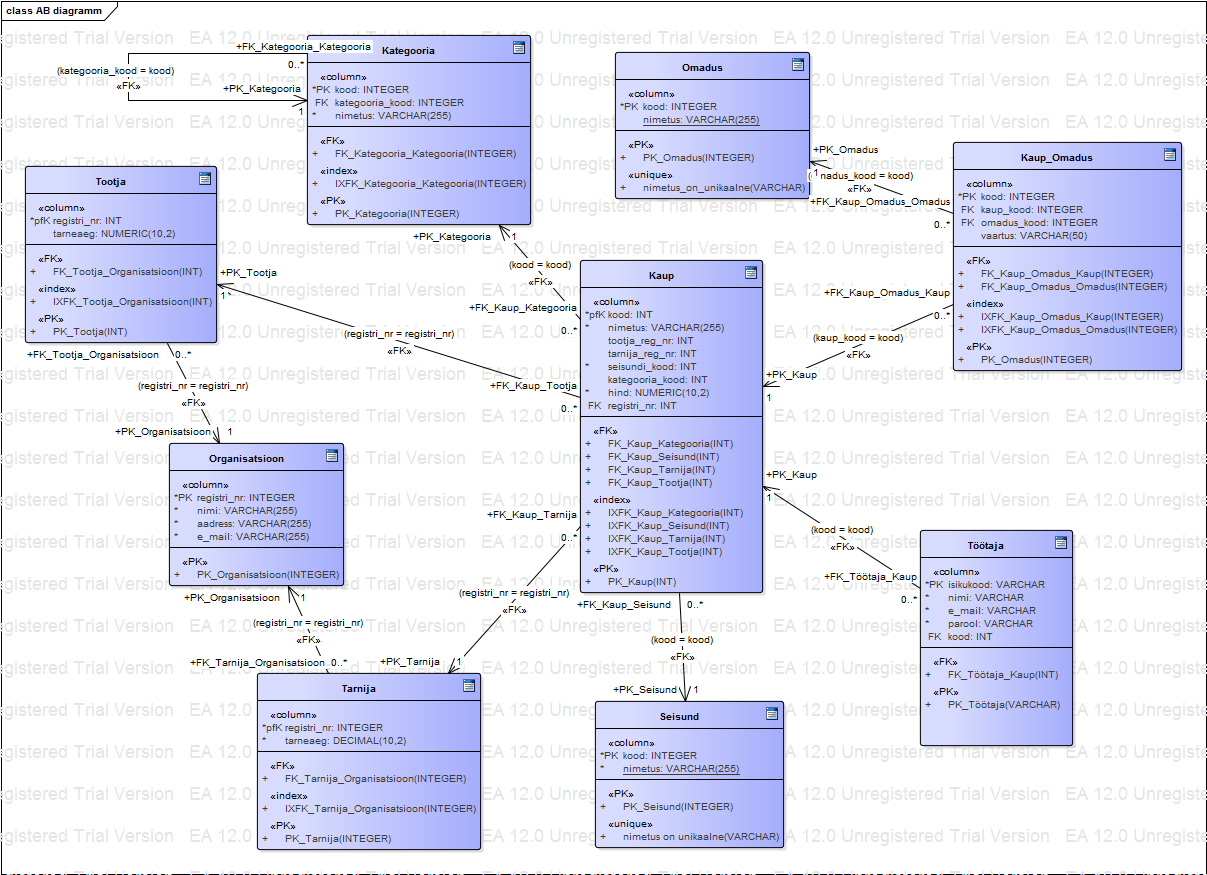 class AB diagramm
EA 12.0 Unregistered Trial Version
+FK_Kategooria_Kategooria
0..*
(kategooria_kood = kood)
«FK»
+PK_Kategooria
1
Kategooria
«column»
*PK kood: INTEGER
FK kategooria_kood: INTEGER
* nimetus: VARCHAR(255)
«FK»
+ FK_Kategooria_Kategooria(INTEGER)
«index»
+ IXFK_Kategooria_Kategooria(INTEGER)
«PK»
+ PK_Kategooria(INTEGER)
Omadus
«column»
*PK kood: INTEGER
nimetus: VARCHAR(255)
«PK»
+ PK_Omadus(INTEGER)
«unique»
+ nimetus_on_unikaalne(VARCHAR)
+PK_Omadus
1
nadus_kood = kood)
«FK»
+FK_Kaup_Omadus_Omadus
0..*
Kaup_Omadus
«column»
*PK kood: INTEGER
FK kaup_kood: INTEGER
FK omadus_kood: INTEGER
vaartus: VARCHAR(50)
«FK»
+ FK_Kaup_Omadus_Kaup(INTEGER)
+ FK_Kaup_Omadus_Omadus(INTEGER)
«index»
+ IXFK_Kaup_Omadus_Kaup(INTEGER)
+ IXFK_Kaup_Omadus_Omadus(INTEGER)
«PK»
+ PK_Omadus(INTEGER)
Tootja
«column»
*pfK registri_nr: INT
tarneaeg: NUMERIC(10,2)
«FK»
+ FK_Tootja_Organisatsioon(INT)
«index»
+ IXFK_Tootja_Organisatsioon(INT)
«PK»
+ PK_Tootja(INT)
+PK_Kategooria
1
(kood = kood)
«FK»
+FK_Kaup_Kategooria
0..*
+PK_Tootja
1
(registri_nr = registri_nr)
«FK»
+FK_Kaup_Tootja
0..*
Kaup
«column»
*pfK kood: INT
* nimetus: VARCHAR(255)
tootja_reg_nr: INT
tarnija_reg_nr: INT
* seisundi_kood: INT
kategooria_kood: INT
* hind: NUMERIC(10,2)
FK registri_nr: INT
«FK»
+ FK_Kaup_Kategooria(INT)
+ FK_Kaup_Seisund(INT)
+ FK_Kaup_Tarnija(INT)
+ FK_Kaup_Tootja(INT)
«index»
+ IXFK_Kaup_Kategooria(INT)
+ IXFK_Kaup_Seisund(INT)
+ IXFK_Kaup_Tarnija(INT)
+ IXFK_Kaup_Tootja(INT)
«PK»
+ PK_Kaup(INT)
+FK_Kaup_Omadus_Kaup
0..*
(kaup_kood = kood)
«FK»
+PK_Kaup
1
+FK_Tootja_Organisatsioon
0..*
(registri_nr = registri_nr)
«FK»
+PK_Organisatsioon
1
Organisatsioon
«column»
*PK registri_nr: INTEGER
* nimi: VARCHAR(255)
* aadress: VARCHAR(255)
* e_mail: VARCHAR(255)
«PK»
+ PK_Organisatsioon(INTEGER)
+PK_Kaup
1
(kood = kood)
«FK»
+FK_Töötaja_Kaup
0..*
Töötaja
«column»
*PK isikukood: VARCHAR
* nimi: VARCHAR
* e_mail: VARCHAR
* parool: VARCHAR
FK kood: INT
«FK»
+ FK_Töötaja_Kaup(INT)
«PK»
+ PK_Töötaja(VARCHAR)
+FK_Kaup_Tarnija
0..*
(registri_nr = registri_nr)
«FK»
+PK_Tarnija
1
+PK_Organisatsioon
1
(registri_nr = registri_nr)
«FK»
+FK_Tarnija_Organisatsioon
0..*
+FK_Kaup_Seisund
0..*
(kood = kood)
«FK»
+PK_Seisund
1
Tarnija
«column»
*pfK registri_nr: INTEGER
* tarneaeg: DECIMAL(10,2)
«FK»
+ FK_Tarnija_Organisatsioon(INTEGER)
«index»
+ IXFK_Tarnija_Organisatsioon(INTEGER)
«PK»
+ PK_Tarnija(INTEGER)
Seisund
«column»
*PK kood: INTEGER
* nimetus: VARCHAR(255)
«PK»
+ PK_Seisund(INTEGER)
«unique»
+ nimetus on unikaalne(VARCHAR)